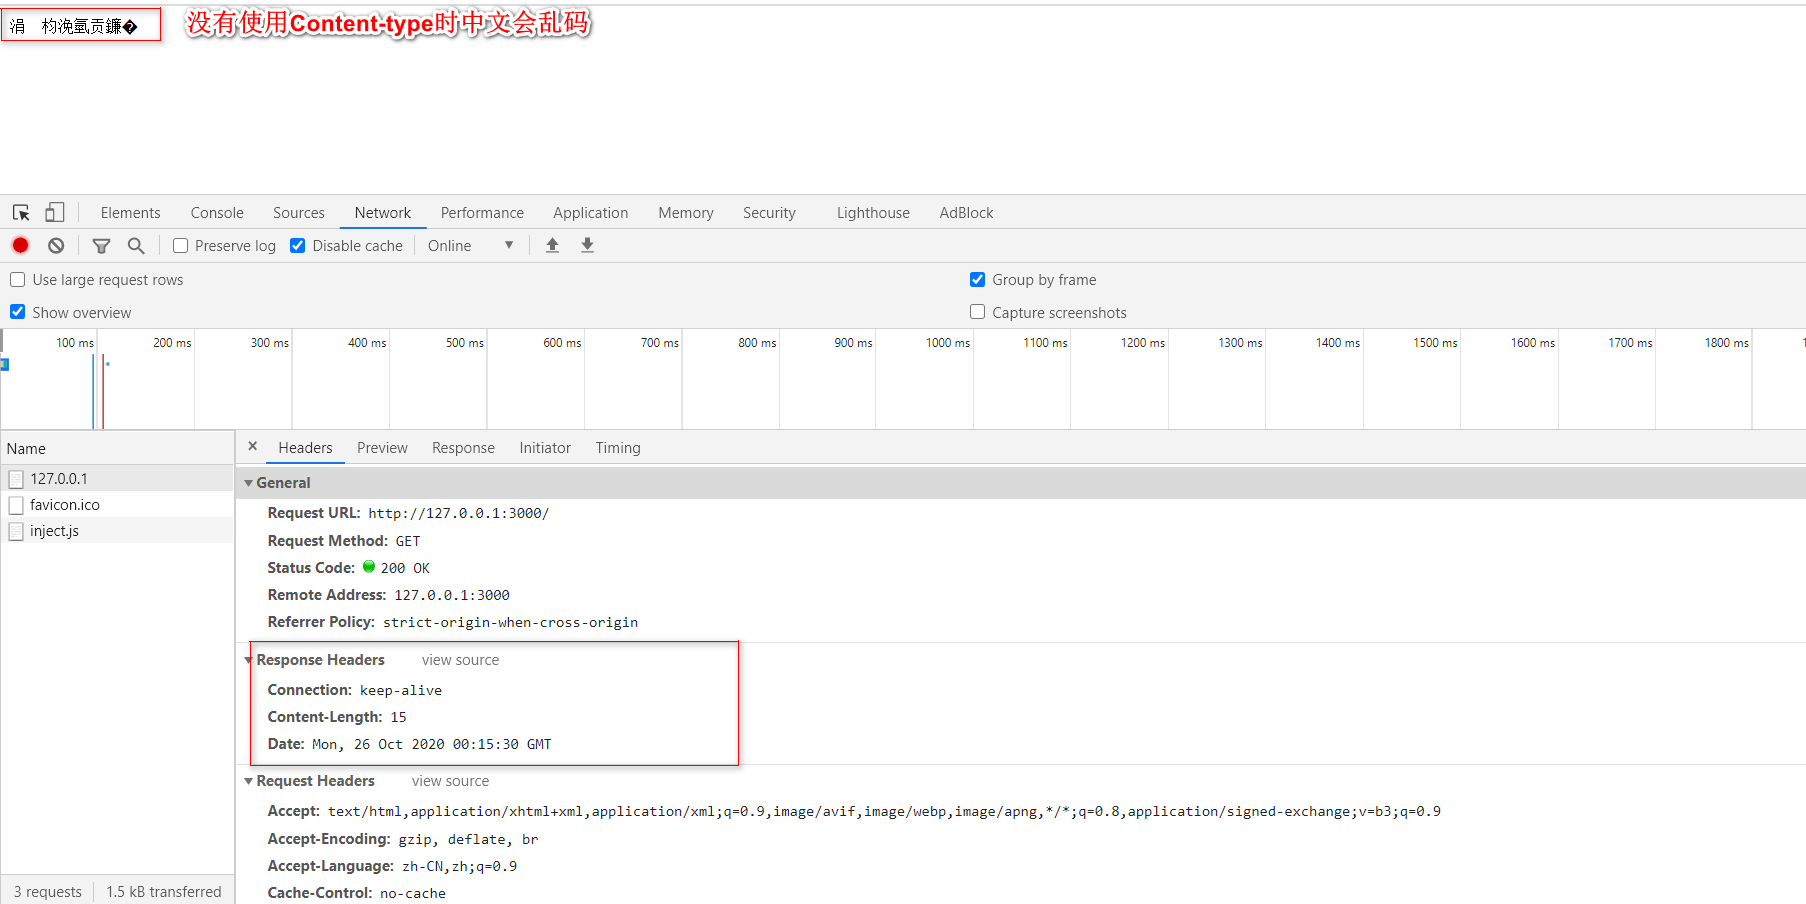 涓 枃浼氫贡鐮�
没有使用Content-type时中文会乱码
Elements Console Sources Network Performance Application Memory Security Lighthouse AdBlock
Preserve log Disable cache Online
Use large request rows Group by frame
Show overview Capture screenshots
100 ms 200 ms 300 ms 400 ms 500 ms 600 ms 700 ms 800 ms 900 ms 1000 ms 1100 ms 1200 ms 1300 ms 1400 ms 1500 ms 1600 ms 1700 ms 1800 ms
Name
127.0.0.1
favicon.ico
inject.js
3 requests 1.5 kB transferred
× Headers Preview Response Initiator Timing
General
Request URL: http://127.0.0.1:3000/
Request Method: GET
Status Code: 200 OK
Remote Address: 127.0.0.1:3000
Referrer Policy: strict-origin-when-cross-origin
Response Headers view source
Connection: keep-alive
Content-Length: 15
Date: Mon, 26 Oct 2020 00:15:30 GMT
Request Headers view source
Accept: text/html,application/xhtml+xml,application/xml;q=0.9,image/avif,image/webp,image/apng,*/*;q=0.8,application/signed-exchange;v=b3;q=0.9
Accept-Encoding: gzip, deflate, br
Accept-Language: zh-CN,zh;q=0.9
Cache-Control: no-cache